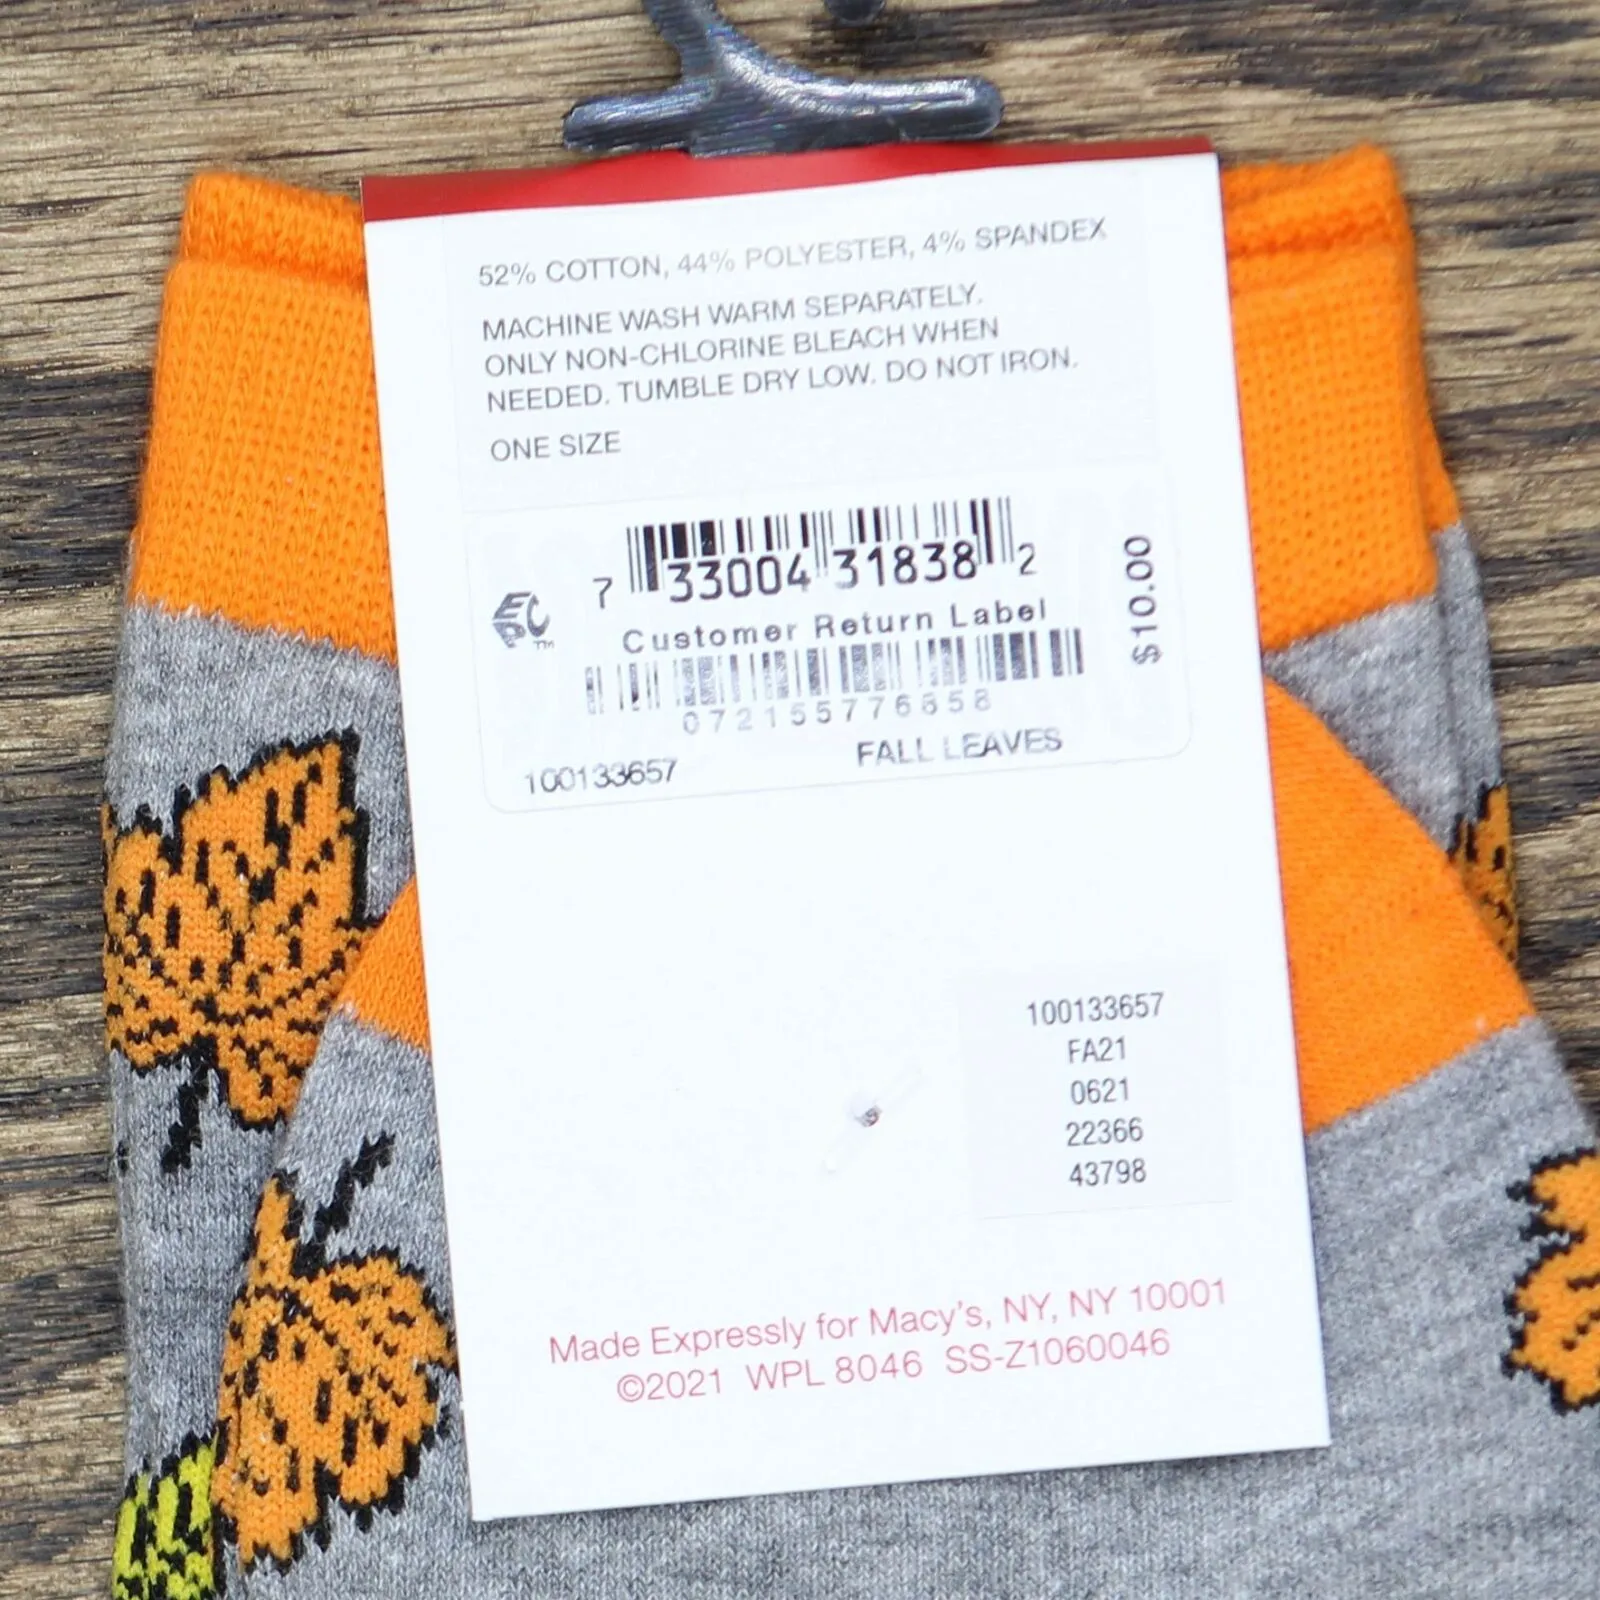 52% COTTON, 44% POLYESTER, 4% SPANDEX
MACHINE WASH WARM SEPARATELY.
ONLY NON-CHLORINE BLEACH WHEN
NEEDED. TUMBLE DRY LOW. DO NOT IRON.
ONE SIZE
7 33004 31838 2
$10.00
EPC™
Customer Return Label
072155776858
100133657 FALL LEAVES
100133657
FA21
0621
22366
43798
Made Expressly for Macy's, NY, NY 10001
©2021 WPL 8046 SS-Z1060046